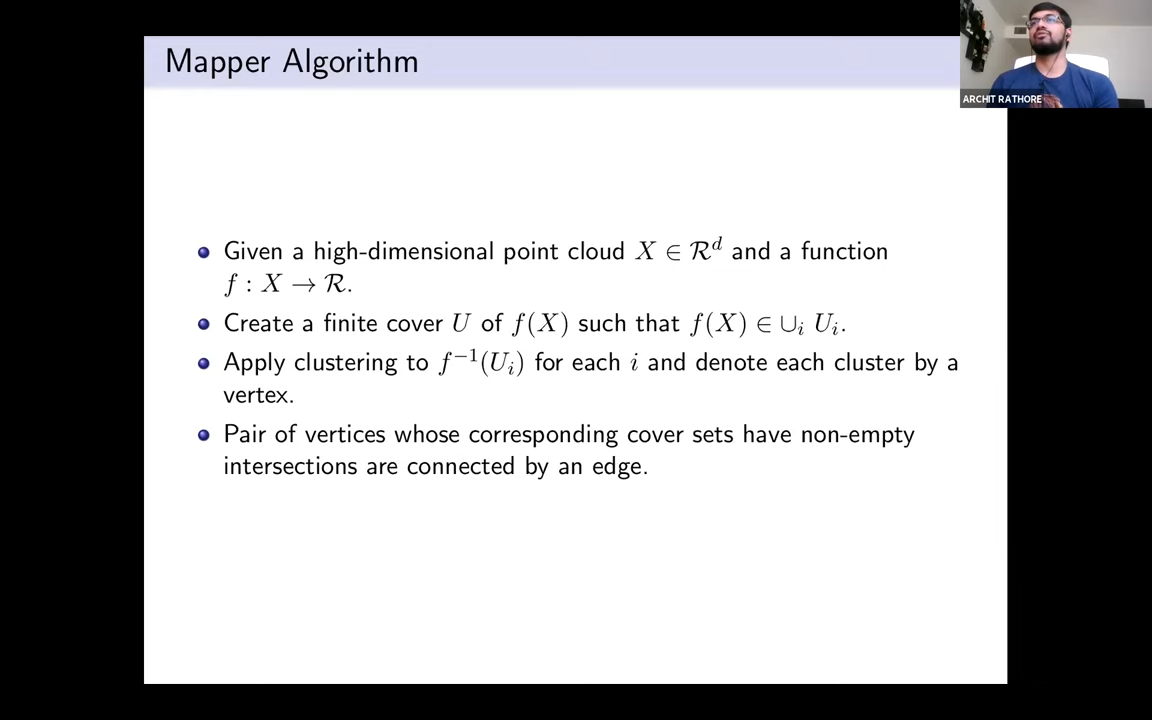 Mapper Algorithm
ARCHIT RATHORE
Given a high-dimensional point cloud X ∈ ℛ^d and a function
f : X → ℛ.
Create a finite cover U of f(X) such that f(X) ∈ ∪_i U_i.
Apply clustering to f^{-1}(U_i) for each i and denote each cluster by a
vertex.
Pair of vertices whose corresponding cover sets have non-empty
intersections are connected by an edge.